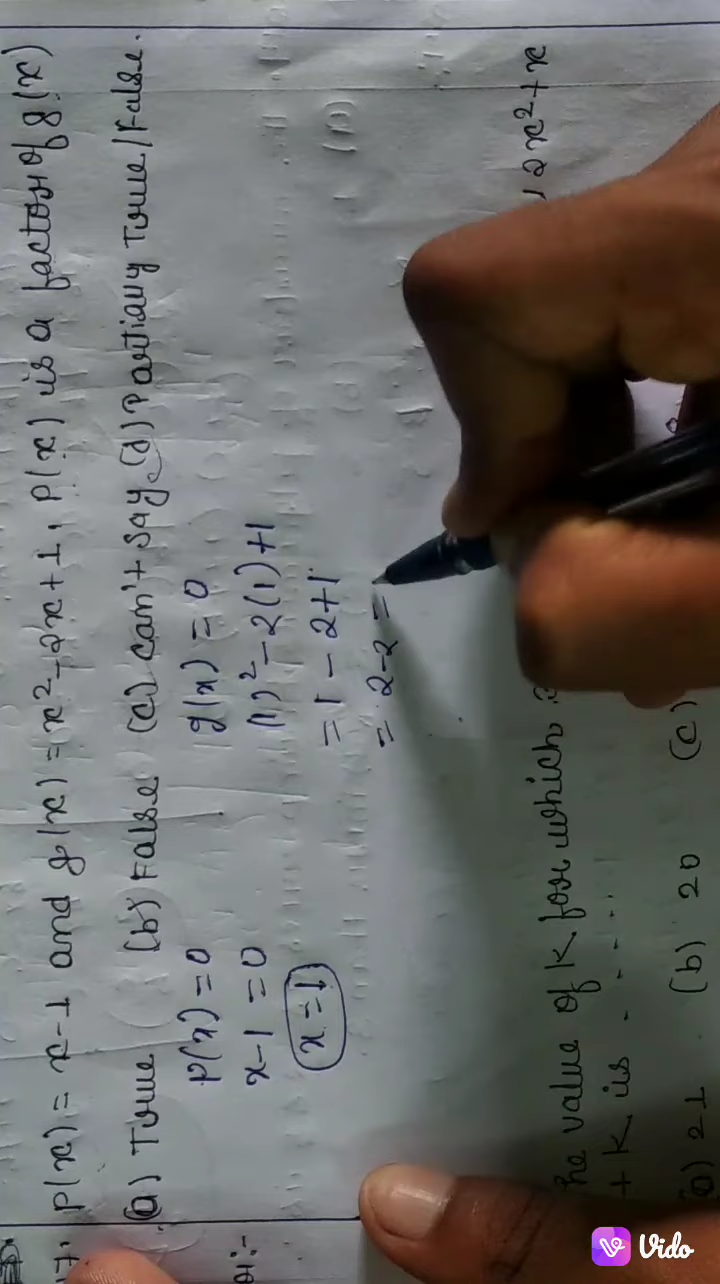 17. P(x) = x-1 and g(x) = x²-2x+1, P(x) is a factor of g(x)
(a) True (b) False (c) can't say (d) Partially True/False.
P(x) = 0
x-1 = 0
x = 1
g(x) = 0
(1)²-2(1)+1
= 1-2+1
= 2-2 =
he value of K for which 12x²+x
+ K is - - - -
(a) 21 (b) 20 (c)
Vido